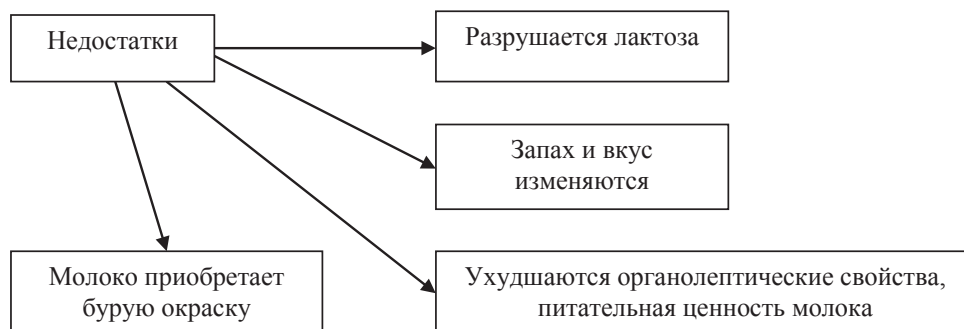 Недостатки
Разрушается лактоза
Запах и вкус
изменяются
Молоко приобретает
бурую окраску
Ухудшаются органолептические свойства,
питательная ценность молока